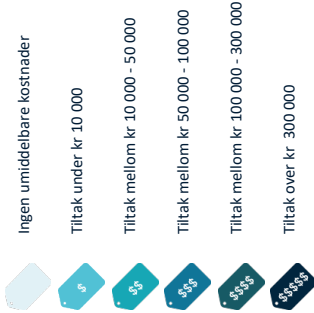 Ingen umiddelbare kostnader
Tiltak under kr 10 000
Tiltak mellom kr 10 000 - 50 000
Tiltak mellom kr 50 000 - 100 000
Tiltak mellom kr 100 000 - 300 000
Tiltak over kr  300 000
$
$$
$$$
$$$$
$$$$$